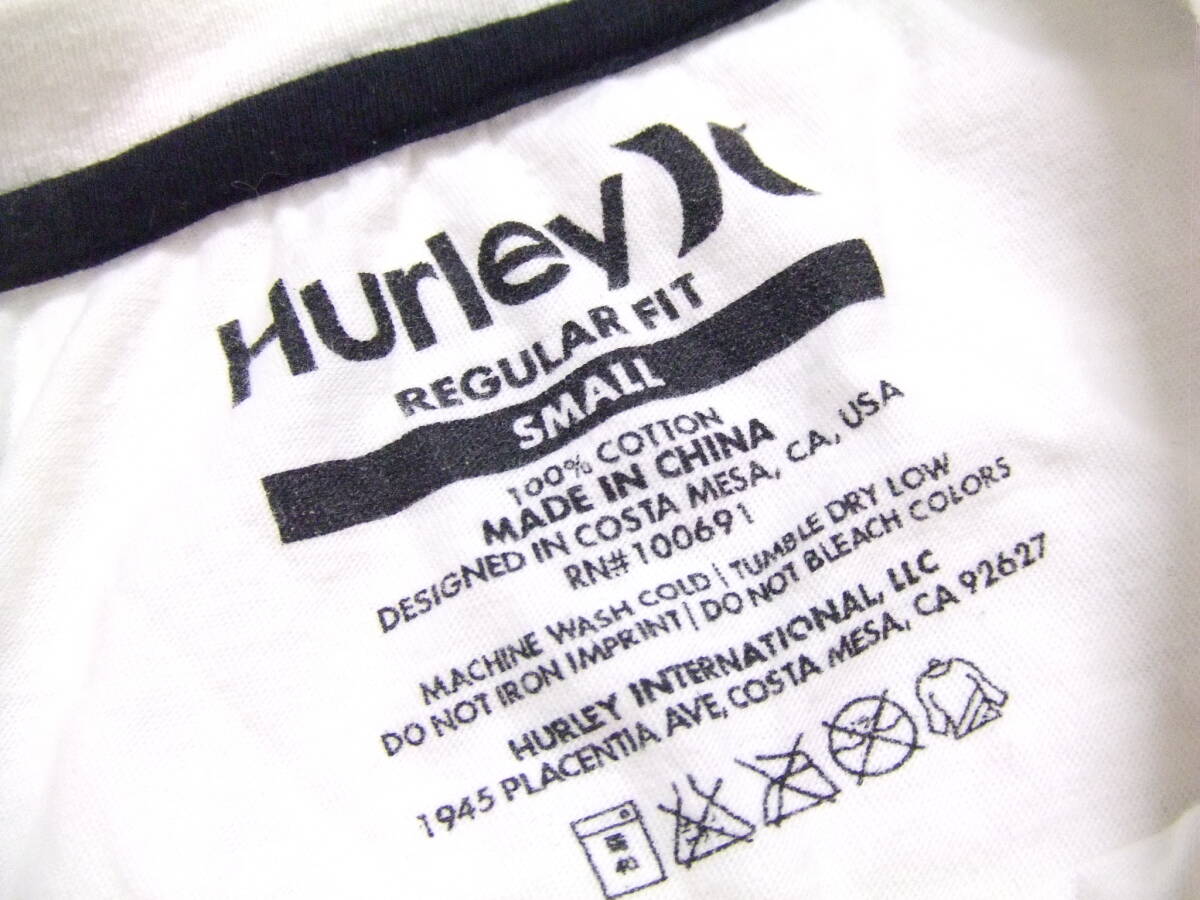 Hurley
REGULAR FIT
SMALL
100% COTTON
MADE IN CHINA
DESIGNED IN COSTA MESA, CA, USA
RN#100691
MACHINE WASH COLD | TUMBLE DRY LOW
DO NOT IRON IMPRINT | DO NOT BLEACH COLORS
HURLEY INTERNATIONAL, LLC
1945 PLACENTIA AVE, COSTA MESA, CA 92627
40